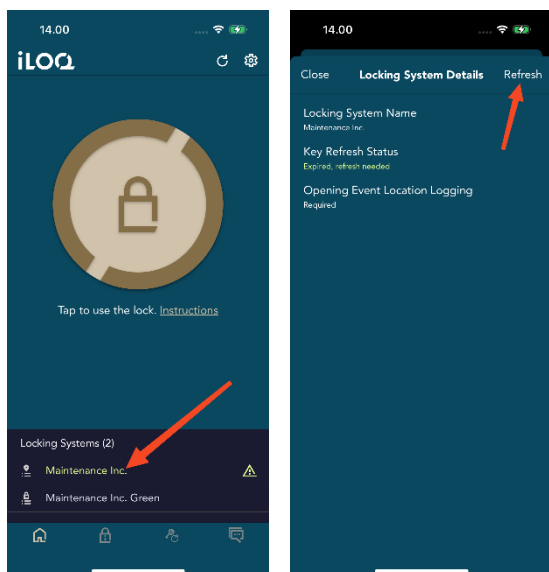 14.00
iLOQ
Tap to use the lock. Instructions
Locking Systems (2)
Maintenance Inc.
Maintenance Inc. Green
14.00
Close Locking System Details Refresh
Locking System Name
Maintenance Inc.
Key Refresh Status
Expired, refresh needed
Opening Event Location Logging
Required